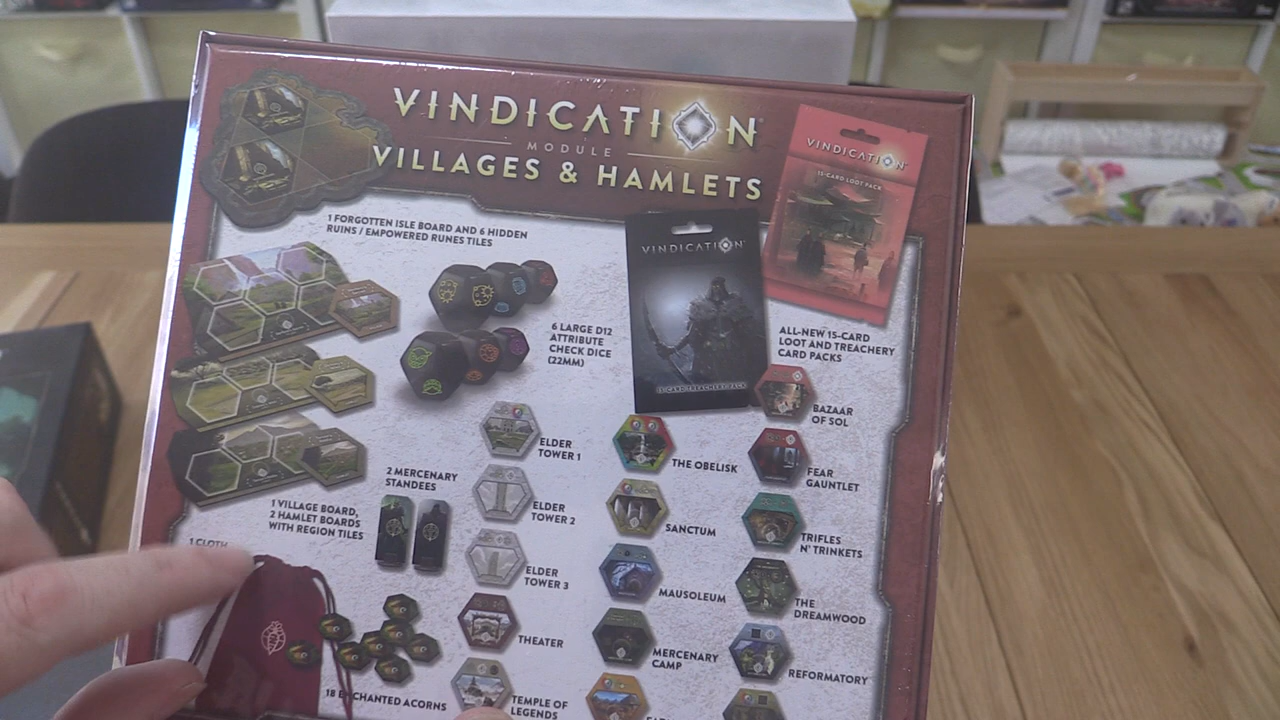 VINDICATION
MODULE
VILLAGES & HAMLETS
VINDICATION
15-CARD LOOT PACK
1 FORGOTTEN ISLE BOARD AND 6 HIDDEN
RUINS / EMPOWERED RUNES TILES
VINDICATION
15-CARD TREACHERY PACK
6 LARGE D12
ATTRIBUTE
CHECK DICE
(22MM)
ALL-NEW 15-CARD
LOOT AND TREACHERY
CARD PACKS
BAZAAR
OF SOL
ELDER
TOWER 1
THE OBELISK
FEAR
GAUNTLET
2 MERCENARY
STANDEES
1 VILLAGE BOARD,
2 HAMLET BOARDS
WITH REGION TILES
ELDER
TOWER 2
SANCTUM
TRIFLES
N' TRINKETS
1 CLOTH
ELDER
TOWER 3
MAUSOLEUM
THE
DREAMWOOD
THEATER
MERCENARY
CAMP
REFORMATORY
18 ENCHANTED ACORNS
TEMPLE OF
LEGENDS